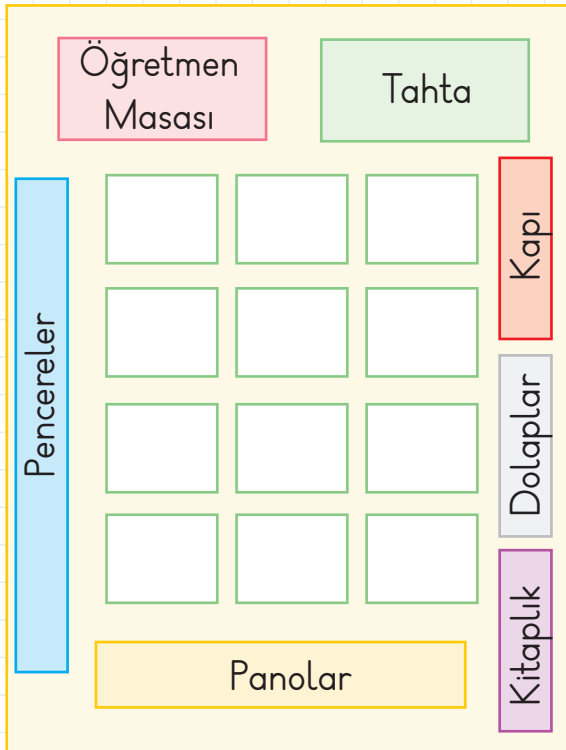 Öğretmen
Masası
Tahta
Kapı
Pencereler
Dolaplar
Kitaplık
Panolar